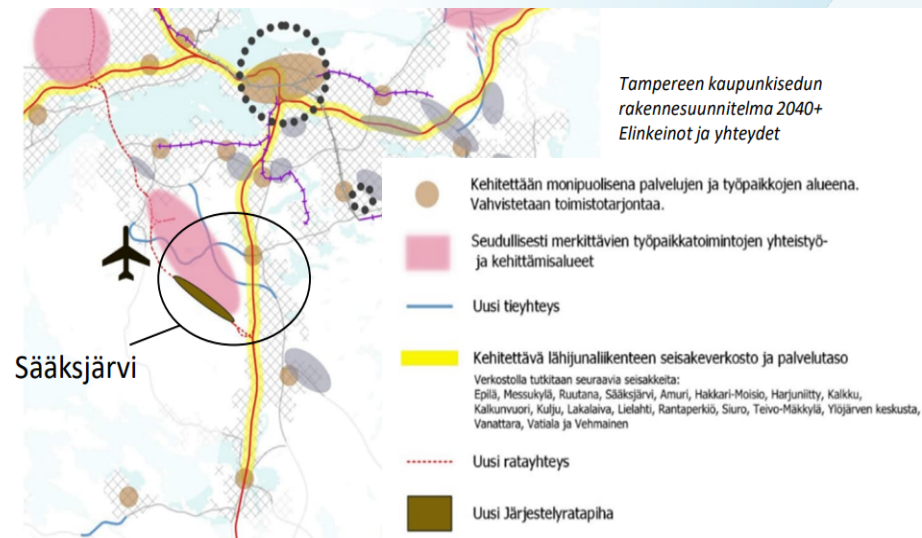 Tampereen kaupunkisedun
rakennesuunnitelma 2040+
Elinkeinot ja yhteydet
Kehitettään monipuolisena palvelujen ja työpaikkojen alueena.
Vahvistetaan toimistotarjontaa.
Seudullisesti merkittävien työpaikkatoimintojen yhteistyö-
ja kehittämisalueet
Uusi tieyhteys
Kehitettävä lähijunaliikenteen seisakeverkosto ja palvelutaso
Verkostolla tutkitaan seuraavia seisakkeita:
Epilä, Messukylä, Ruutana, Sääksjärvi, Amuri, Hakkari-Moisio, Harjuniitty, Kalkku,
Kalkunvuori, Kulju, Lakalaiva, Lielahti, Rantaperkiö, Siuro, Teivo-Mäkkylä, Ylöjärven keskusta,
Vanattara, Vatiala ja Vehmainen
Uusi ratayhteys
Uusi Järjestelyratapiha
Sääksjärvi